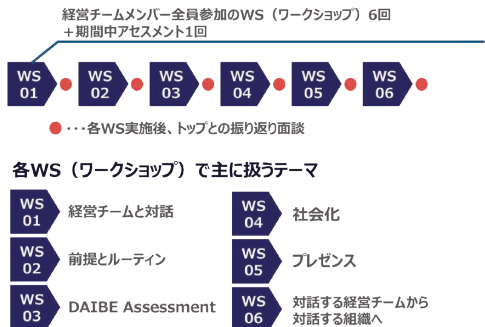 経営チームメンバー全員参加のWS（ワークショップ）6回
＋期間中アセスメント1回
WS 01
WS 02
WS 03
WS 04
WS 05
WS 06
･･･各WS実施後、トップとの振り返り面談
各WS（ワークショップ）で主に扱うテーマ
WS 01 経営チームと対話
WS 02 前提とルーティン
WS 03 DAIBE Assessment
WS 04 社会化
WS 05 プレゼンス
WS 06 対話する経営チームから
対話する組織へ